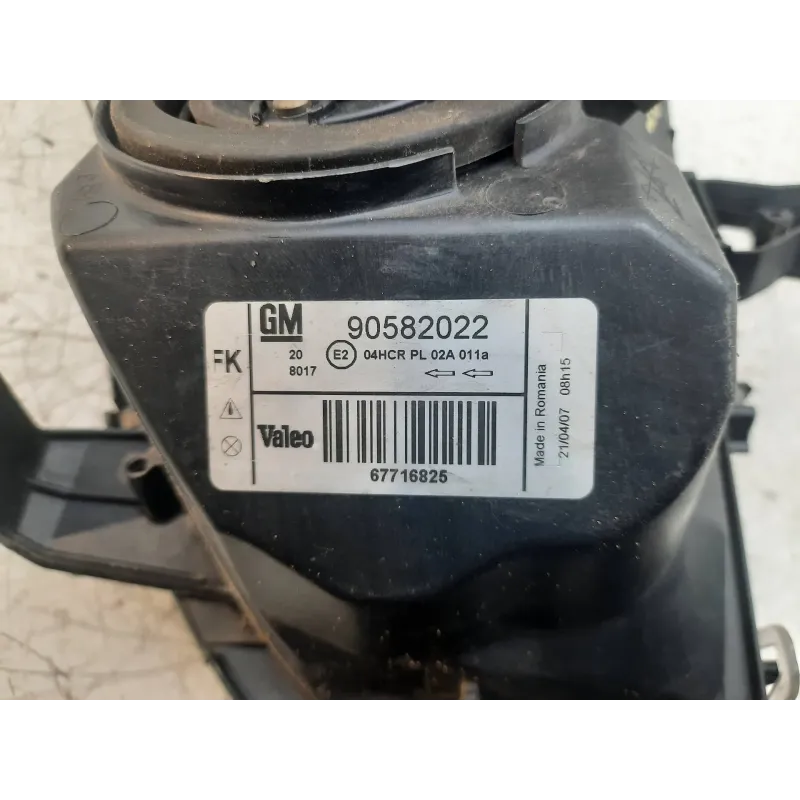 GM 90582022
20 E2 04HCR PL 02A 011a
8017
FK
Valeo
67716825
Made in Romania
21/04/07 08h15